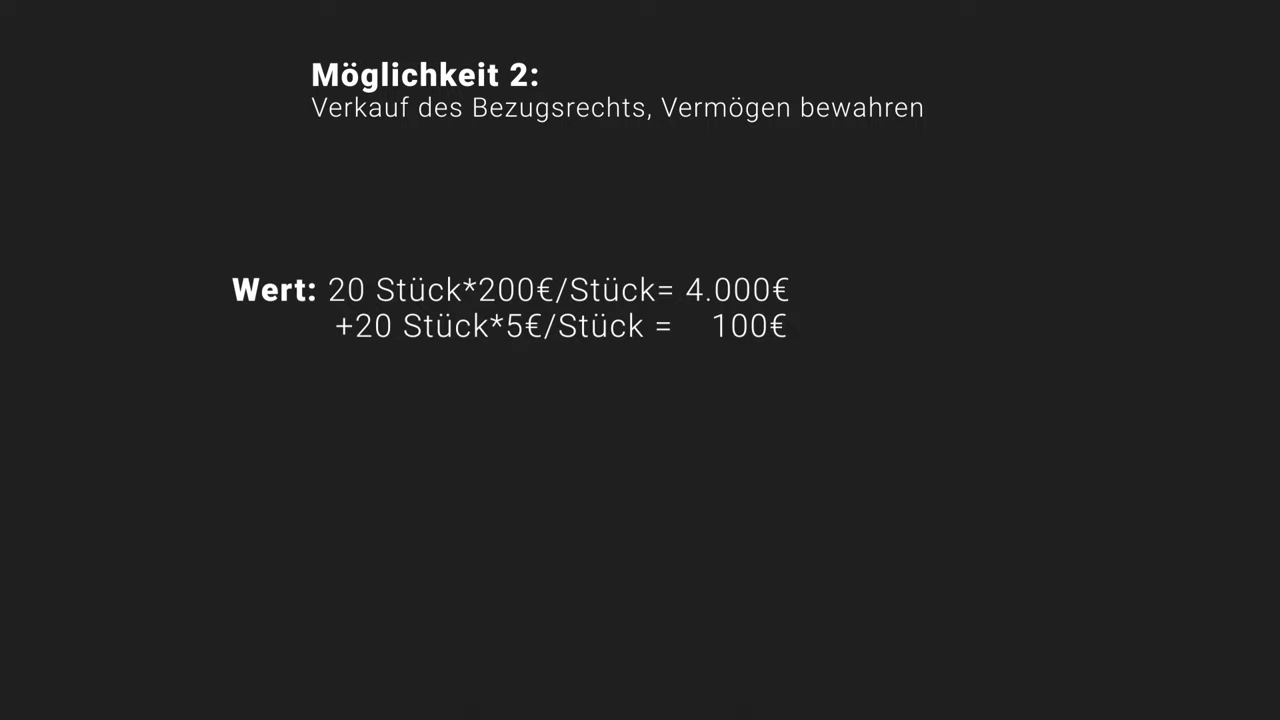 Möglichkeit 2:
Verkauf des Bezugsrechts, Vermögen bewahren
Wert: 20 Stück*200€/Stück= 4.000€
+20 Stück*5€/Stück = 100€